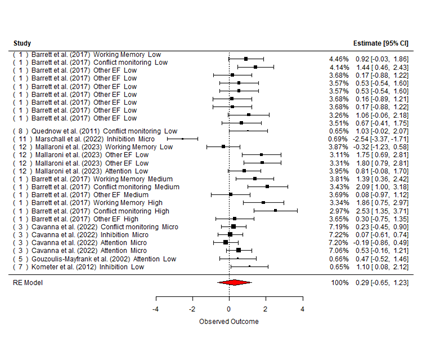 Study Estimate [95% CI]
( 1 ) Barrett et al. (2017) Working Memory Low 4.46% 0.92 [-0.03, 1.86]
( 1 ) Barrett et al. (2017) Conflict monitoring Low 4.14% 1.44 [0.46, 2.43]
( 1 ) Barrett et al. (2017) Other EF Low 3.68% 0.17 [-0.88, 1.22]
( 1 ) Barrett et al. (2017) Other EF Low 3.68% 0.53 [-0.54, 1.60]
( 1 ) Barrett et al. (2017) Other EF Low 3.68% 0.53 [-0.54, 1.60]
( 1 ) Barrett et al. (2017) Other EF Low 3.68% 0.16 [-0.89, 1.21]
( 1 ) Barrett et al. (2017) Other EF Low 3.68% 0.17 [-0.88, 1.22]
( 1 ) Barrett et al. (2017) Other EF Low 3.68% 1.06 [-0.06, 2.18]
( 1 ) Barrett et al. (2017) Other EF Low 3.51% 0.67 [-0.41, 1.75]
( 8 ) Quednow et al. (2011) Conflict monitoring Low 0.5% 1.03 [-0.02, 2.07]
( 11 ) Marschall et al. (2022) Inhibition Micro 0.69% -2.54 [-3.37, -1.71]
( 12 ) Mallaroni et al. (2023) Working Memory Low 3.87% -0.32 [-1.23, 0.58]
( 12 ) Mallaroni et al. (2023) Other EF Low 3.11% 1.75 [0.69, 2.81]
( 12 ) Mallaroni et al. (2023) Other EF Low 3.11% 1.80 [0.79, 2.81]
( 12 ) Mallaroni et al. (2023) Attention Low 3.11% 0.81 [-0.08, 1.70]
( 1 ) Barrett et al. (2017) Working Memory Medium 3.81% 1.39 [0.36, 2.42]
( 1 ) Barrett et al. (2017) Conflict monitoring Medium 3.41% 2.09 [1.00, 3.18]
( 1 ) Barrett et al. (2017) Other EF Medium 3.13% 0.08 [-0.97, 1.12]
( 1 ) Barrett et al. (2017) Working Memory High 3.36% 1.86 [0.75, 2.97]
( 1 ) Barrett et al. (2017) Conflict monitoring High 2.97% 2.53 [1.35, 3.71]
( 1 ) Barrett et al. (2017) Other EF High 3.63% 0.30 [-0.75, 1.35]
( 3 ) Cavanna et al. (2022) Conflict monitoring Micro 7.19% 0.23 [-0.45, 0.90]
( 3 ) Cavanna et al. (2022) Inhibition Micro 7.22% 0.07 [-0.61, 0.74]
( 3 ) Cavanna et al. (2022) Attention Micro 7.20% -0.19 [-0.86, 0.49]
( 3 ) Cavanna et al. (2022) Attention Micro 7.06% 0.53 [-0.16, 1.21]
( 5 ) Gouzoulis-Mayfrank et al. (2002) Attention Low 0.66% 0.47 [-0.52, 1.46]
( 7 ) Kometer et al. (2012) Inhibition Low 0.5% 1.10 [0.08, 2.12]
RE Model 100% 0.29 [-0.65, 1.23]
-4 -2 0 2 4
Observed Outcome